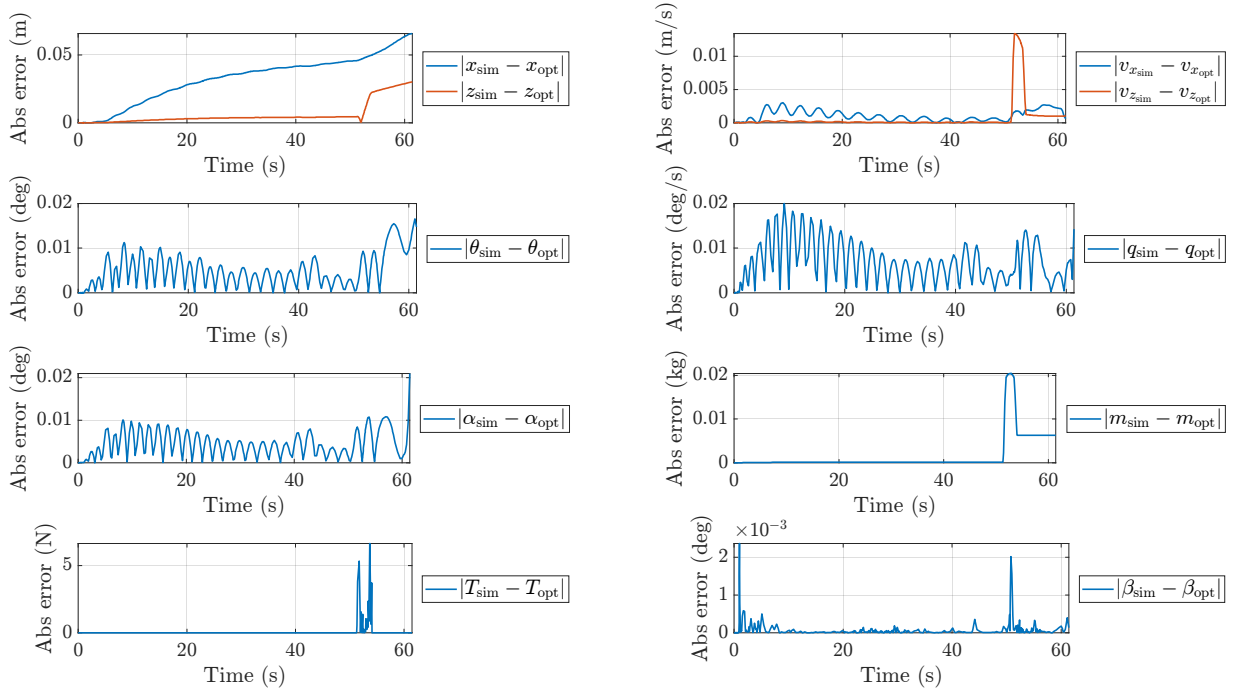 Abs error (m)
0.05
0
0 20 40 60
Time (s)
|x_sim − x_opt|
|z_sim − z_opt|
Abs error (m/s)
0.01
0.005
0
0 20 40 60
Time (s)
|v_x_sim − v_x_opt|
|v_z_sim − v_z_opt|
Abs error (deg)
0.02
0.01
0
0 20 40 60
Time (s)
|θ_sim − θ_opt|
Abs error (deg/s)
0.02
0.01
0
0 20 40 60
Time (s)
|q_sim − q_opt|
Abs error (deg)
0.02
0.01
0
0 20 40 60
Time (s)
|α_sim − α_opt|
Abs error (kg)
0.02
0.01
0
0 20 40 60
Time (s)
|m_sim − m_opt|
Abs error (N)
5
0
0 20 40 60
Time (s)
|T_sim − T_opt|
Abs error (deg)
×10⁻³
2
1
0
0 20 40 60
Time (s)
|β_sim − β_opt|